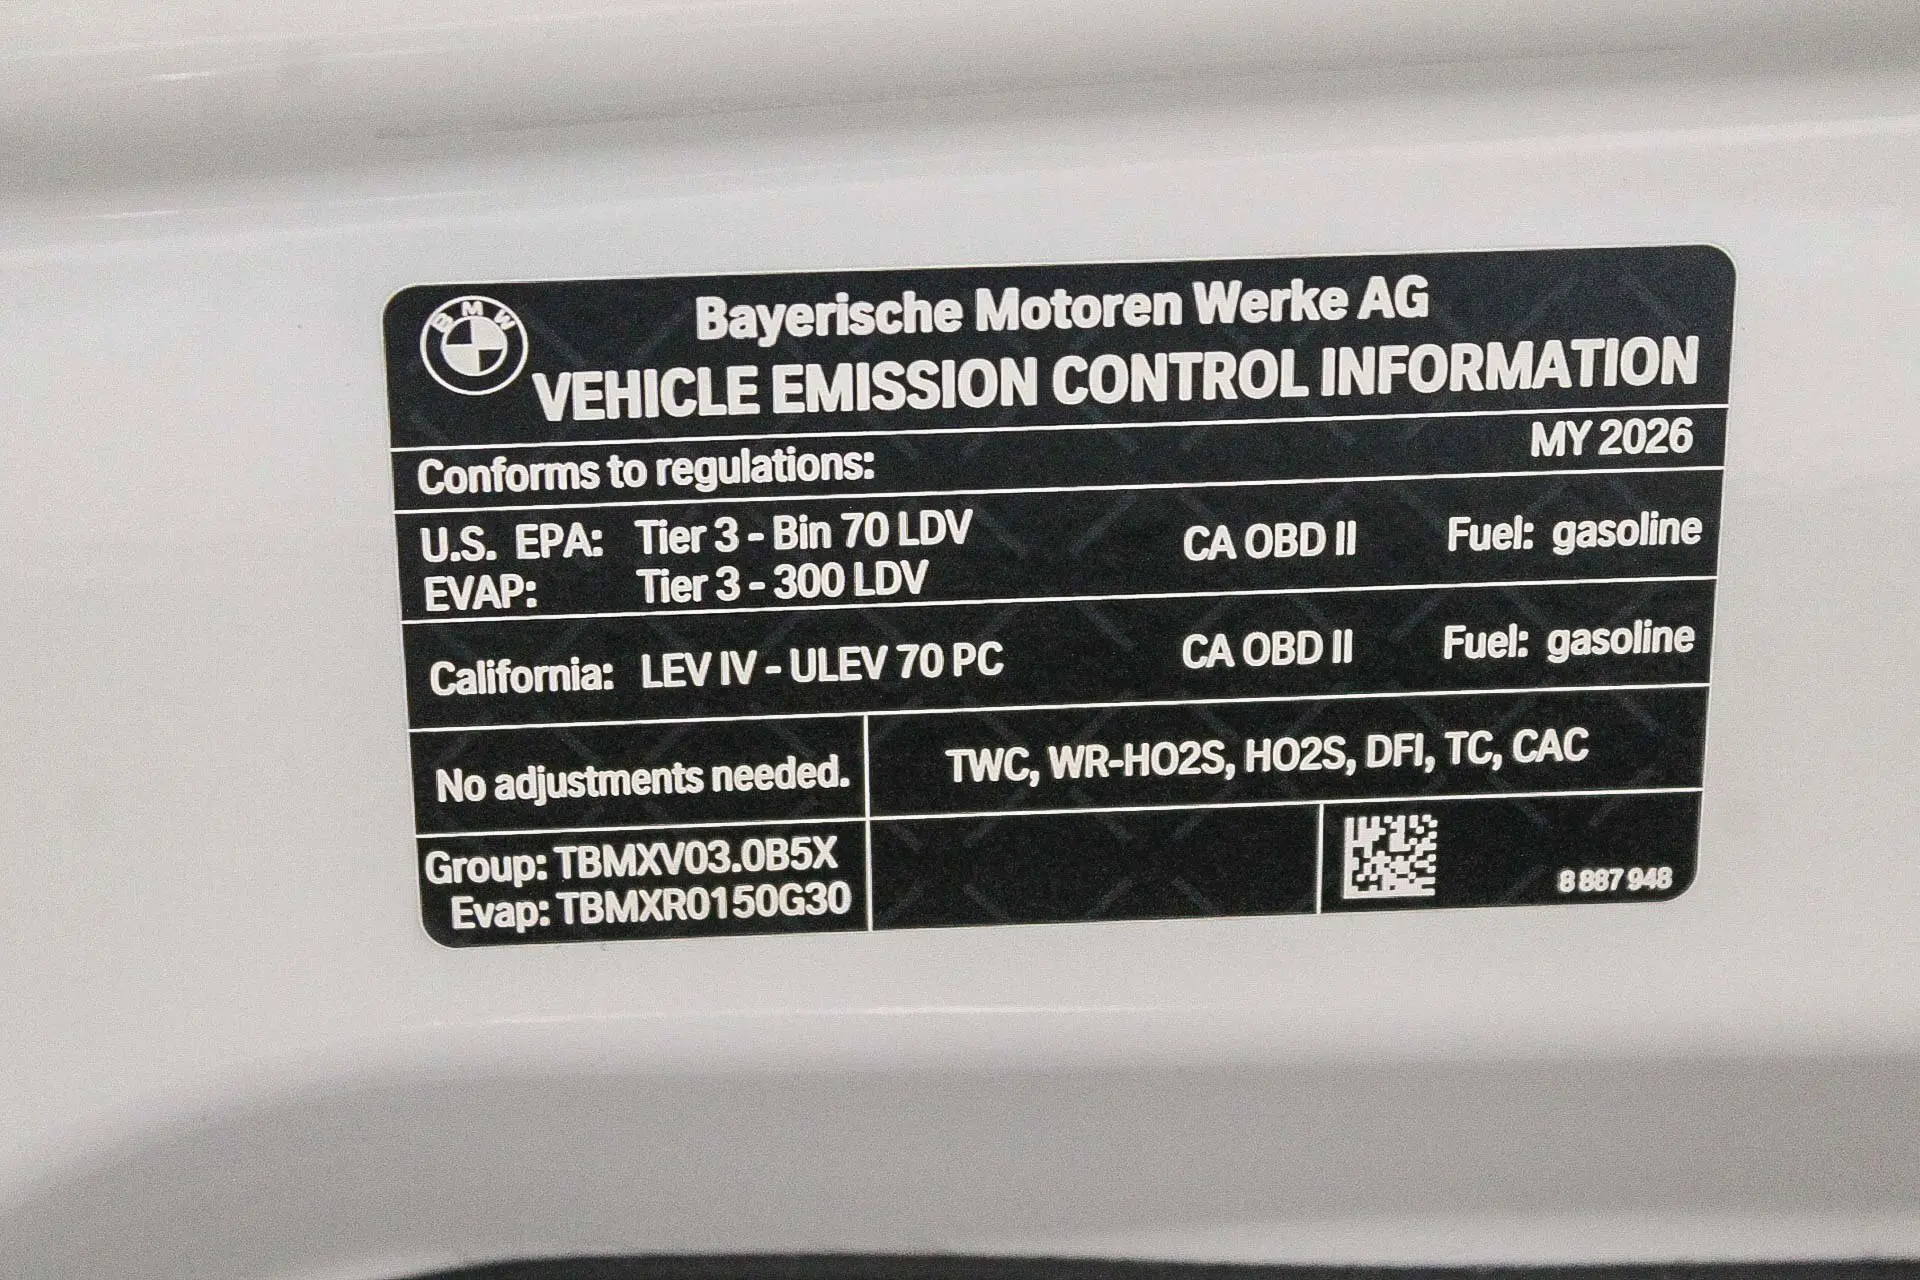 BMW
Bayerische Motoren Werke AG
VEHICLE EMISSION CONTROL INFORMATION
MY 2026
Conforms to regulations:
U.S. EPA: Tier 3 - Bin 70 LDV CA OBD II Fuel: gasoline
EVAP: Tier 3 - 300 LDV
California: LEV IV - ULEV 70 PC CA OBD II Fuel: gasoline
No adjustments needed. TWC, WR-HO2S, HO2S, DFI, TC, CAC
Group: TBMXV03.0B5X
Evap: TBMXR0150G30
8 887 948